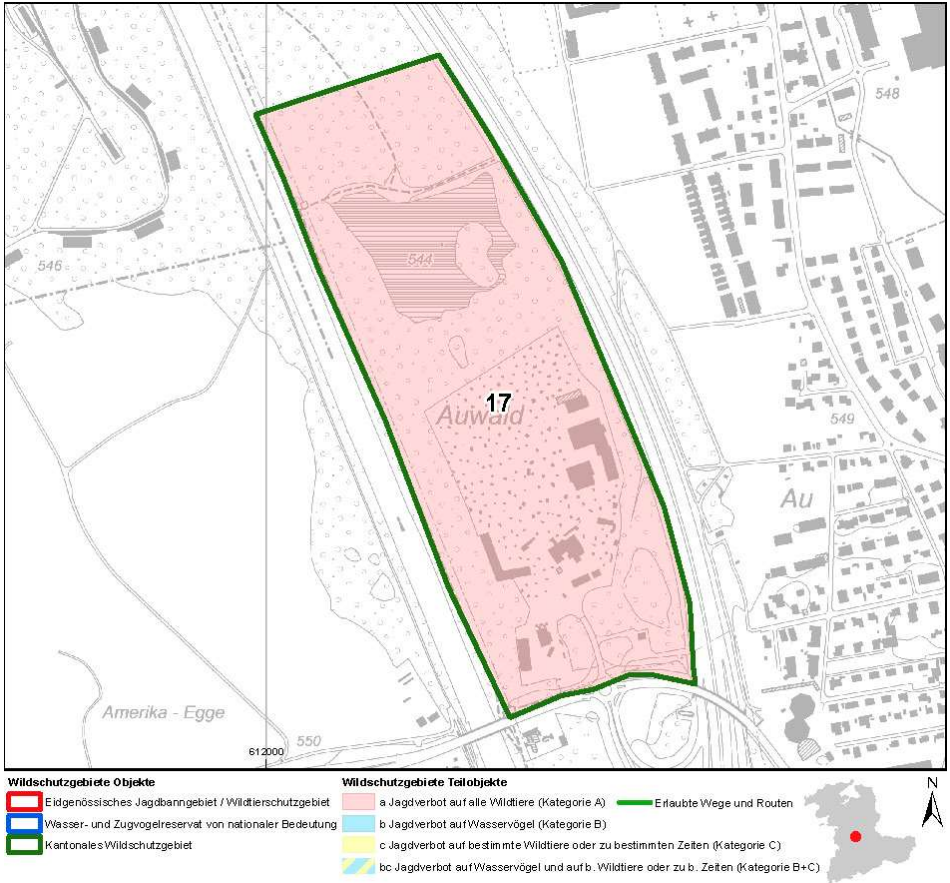 548
546
544
17
Auwald
549
Au
Amerika - Egge
550
612000
Wildschutzgebiete Objekte
Eidgenössisches Jagdbanngebiet / Wildtierschutzgebiet
Wasser- und Zugvogelreservat von nationaler Bedeutung
Kantonales Wildschutzgebiet
Wildschutzgebiete Teilobjekte
a Jagdverbot auf alle Wildtiere (Kategorie A)
b Jagdverbot auf Wasservögel (Kategorie B)
c Jagdverbot auf bestimmte Wildtiere oder zu bestimmten Zeiten (Kategorie C)
bc Jagdverbot auf Wasservögel und auf b. Wildtiere oder zu b. Zeiten (Kategorie B+C)
Erlaubte Wege und Routen
N